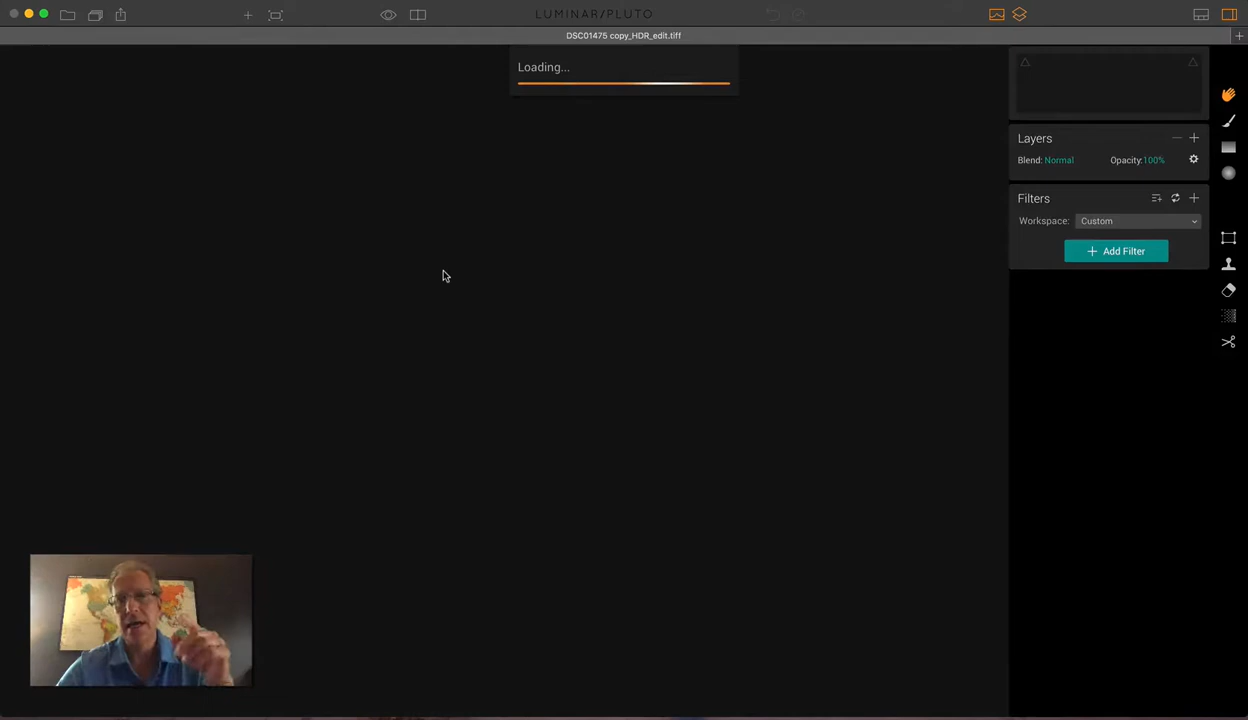 LUMINAR/PLUTO
DSC01475 copy_HDR_edit.tiff
Loading...
Layers
Blend: Normal Opacity:100%
Filters
Workspace: Custom
Add Filter